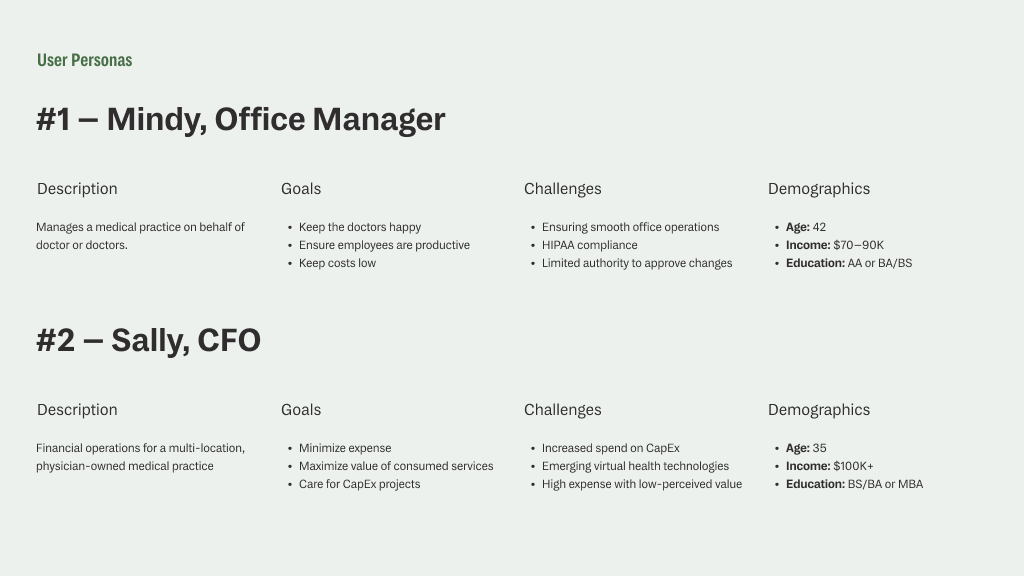 User Personas
#1 – Mindy, Office Manager
Description
Manages a medical practice on behalf of
doctor or doctors.
Goals
• Keep the doctors happy
• Ensure employees are productive
• Keep costs low
Challenges
• Ensuring smooth office operations
• HIPAA compliance
• Limited authority to approve changes
Demographics
• Age: 42
• Income: $70–90K
• Education: AA or BA/BS
#2 – Sally, CFO
Description
Financial operations for a multi-location,
physician-owned medical practice
Goals
• Minimize expense
• Maximize value of consumed services
• Care for CapEx projects
Challenges
• Increased spend on CapEx
• Emerging virtual health technologies
• High expense with low-perceived value
Demographics
• Age: 35
• Income: $100K+
• Education: BS/BA or MBA